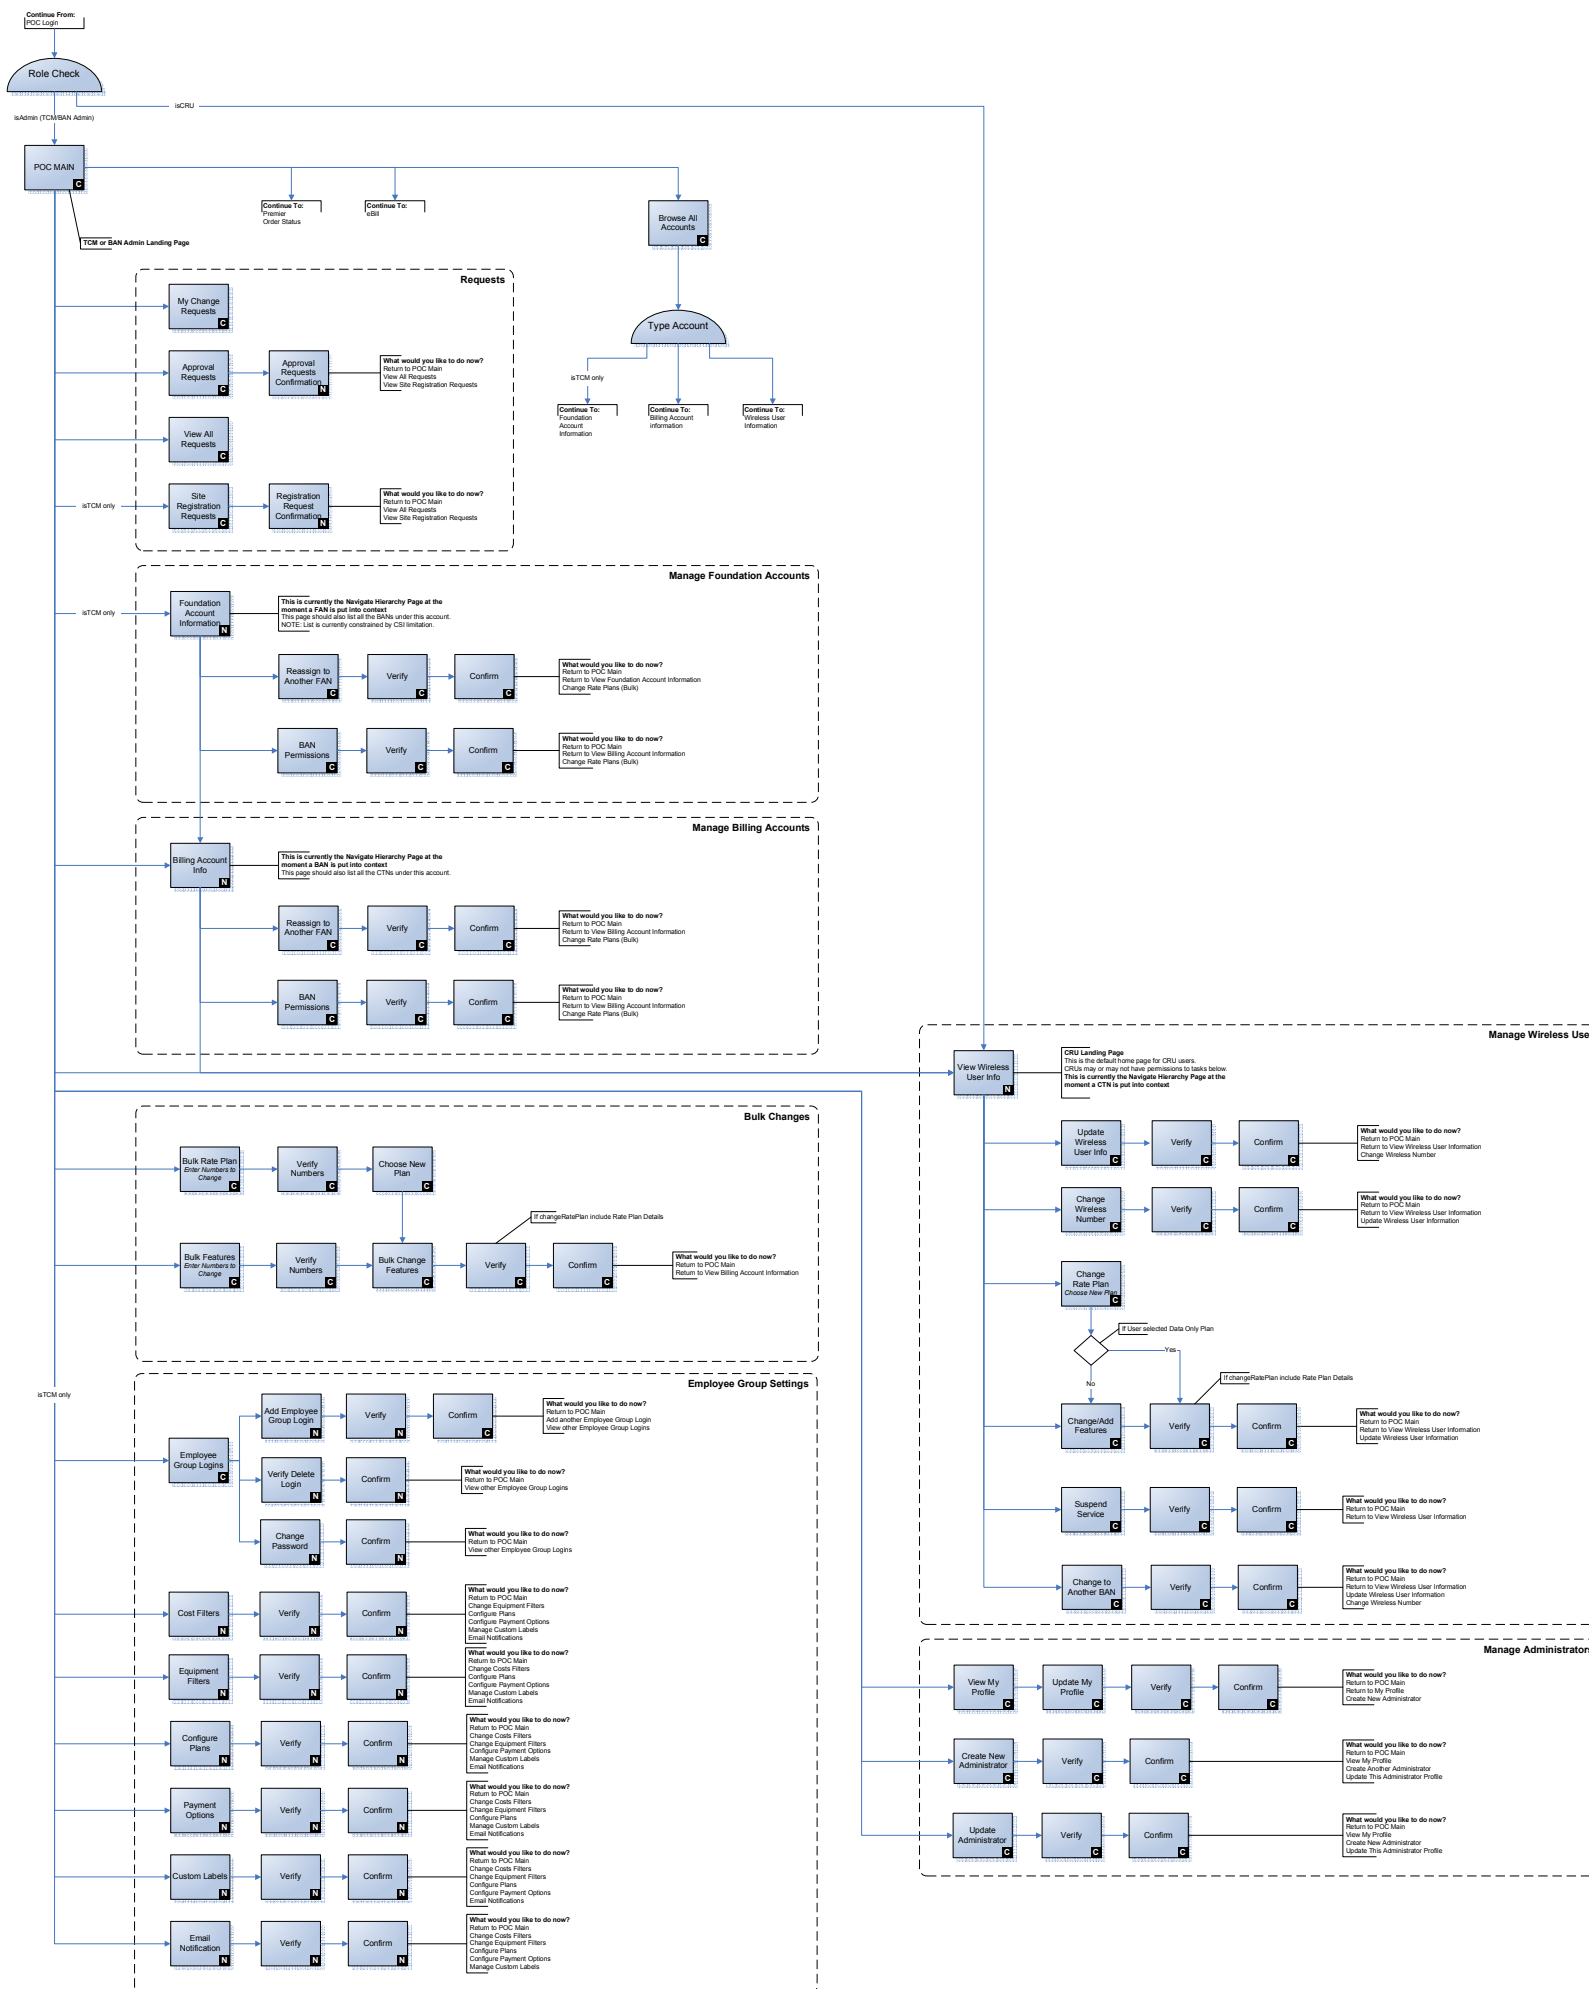 Continue From:
POC Login
Role Check
isCRU
isAdmin (TCM/BAN Admin)
POC MAIN
C
TCM or BAN Admin Landing Page
Continue To:
Premier
Order Status
Continue To:
eBill
Browse All
Accounts
C
Type Account
isTCM only
Continue To:
Foundation
Account
Information
Continue To:
Billing Account
information
Continue To:
Wireless User
Information
Requests
My Change
Requests
C
Approval
Requests
C
Approval
Requests
Confirmation
N
What would you like to do now?
Return to POC Main
View All Requests
View Site Registration Requests
View All
Requests
C
isTCM only
Site
Registration
Requests
C
Registration
Request
Confirmation
N
What would you like to do now?
Return to POC Main
View All Requests
View Site Registration Requests
Manage Foundation Accounts
isTCM only
Foundation
Account
Information
N
This is currently the Navigate Hierarchy Page at the
moment a FAN is put into context
This page should also list all the BANs under this account.
NOTE: List is currently constrained by CSI limitation.
Reassign to
Another FAN
C
Verify
C
Confirm
C
What would you like to do now?
Return to POC Main
Return to View Foundation Account Information
Change Rate Plans (Bulk)
BAN
Permissions
C
Verify
C
Confirm
C
What would you like to do now?
Return to POC Main
Return to View Billing Account Information
Change Rate Plans (Bulk)
Manage Billing Accounts
Billing Account
Info
N
This is currently the Navigate Hierarchy Page at the
moment a BAN is put into context
This page should also list all the CTNs under this account.
Reassign to
Another FAN
C
Verify
C
Confirm
C
What would you like to do now?
Return to POC Main
Return to View Billing Account Information
Change Rate Plans (Bulk)
BAN
Permissions
C
Verify
C
Confirm
C
What would you like to do now?
Return to POC Main
Return to View Billing Account Information
Change Rate Plans (Bulk)
Bulk Changes
Bulk Rate Plan
Enter Numbers to
Change
C
Verify
Numbers
C
Choose New
Plan
C
If changeRatePlan include Rate Plan Details
Bulk Features
Enter Numbers to
Change
C
Verify
Numbers
C
Bulk Change
Features
C
Verify
C
Confirm
C
What would you like to do now?
Return to POC Main
Return to View Billing Account Information
Employee Group Settings
isTCM only
Employee
Group Logins
C
Add Employee
Group Login
N
Verify
N
Confirm
C
What would you like to do now?
Return to POC Main
Add another Employee Group Login
View other Employee Group Logins
Verify Delete
Login
N
Confirm
N
What would you like to do now?
Return to POC Main
View other Employee Group Logins
Change
Password
N
Confirm
N
What would you like to do now?
Return to POC Main
View other Employee Group Logins
Cost Filters
N
Verify
N
Confirm
N
What would you like to do now?
Return to POC Main
Change Equipment Filters
Configure Plans
Configure Payment Options
Manage Custom Labels
Email Notifications
Equipment
Filters
N
Verify
N
Confirm
N
What would you like to do now?
Return to POC Main
Change Costs Filters
Configure Plans
Configure Payment Options
Manage Custom Labels
Email Notifications
Configure
Plans
N
Verify
N
Confirm
N
What would you like to do now?
Return to POC Main
Change Costs Filters
Change Equipment Filters
Configure Payment Options
Manage Custom Labels
Email Notifications
Payment
Options
N
Verify
N
Confirm
N
What would you like to do now?
Return to POC Main
Change Costs Filters
Change Equipment Filters
Configure Plans
Manage Custom Labels
Email Notifications
Custom Labels
N
Verify
N
Confirm
N
What would you like to do now?
Return to POC Main
Change Costs Filters
Change Equipment Filters
Configure Plans
Configure Payment Options
Email Notifications
Email
Notification
N
Verify
N
Confirm
N
What would you like to do now?
Return to POC Main
Change Costs Filters
Change Equipment Filters
Configure Plans
Configure Payment Options
Manage Custom Labels
Manage Wireless Use
View Wireless
User Info
N
CRU Landing Page
This is the default home page for CRU users.
CRUs may or may not have permissions to tasks below.
This is currently the Navigate Hierarchy Page at the
moment a CTN is put into context
Update
Wireless
User Info
C
Verify
C
Confirm
C
What would you like to do now?
Return to POC Main
Return to View Wireless User Information
Change Wireless Number
Change
Wireless
Number
C
Verify
C
Confirm
C
What would you like to do now?
Return to POC Main
Return to View Wireless User Information
Update Wireless User Information
Change
Rate Plan
Choose New Plan
C
If User selected Data Only Plan
Yes
No
If changeRatePlan include Rate Plan Details
Change/Add
Features
C
Verify
C
Confirm
C
What would you like to do now?
Return to POC Main
Return to View Wireless User Information
Update Wireless User Information
Suspend
Service
C
Verify
C
Confirm
C
What would you like to do now?
Return to POC Main
Return to View Wireless User Information
Change to
Another BAN
C
Verify
C
Confirm
C
What would you like to do now?
Return to POC Main
Return to View Wireless User Information
Update Wireless User Information
Change Wireless Number
Manage Administrators
View My
Profile
C
Update My
Profile
C
Verify
C
Confirm
C
What would you like to do now?
Return to POC Main
Return to My Profile
Create New Administrator
Create New
Administrator
C
Verify
C
Confirm
C
What would you like to do now?
Return to POC Main
View My Profile
Create Another Administrator
Update This Administrator Profile
Update
Administrator
C
Verify
C
Confirm
C
What would you like to do now?
Return to POC Main
View My Profile
Create New Administrator
Update This Administrator Profile